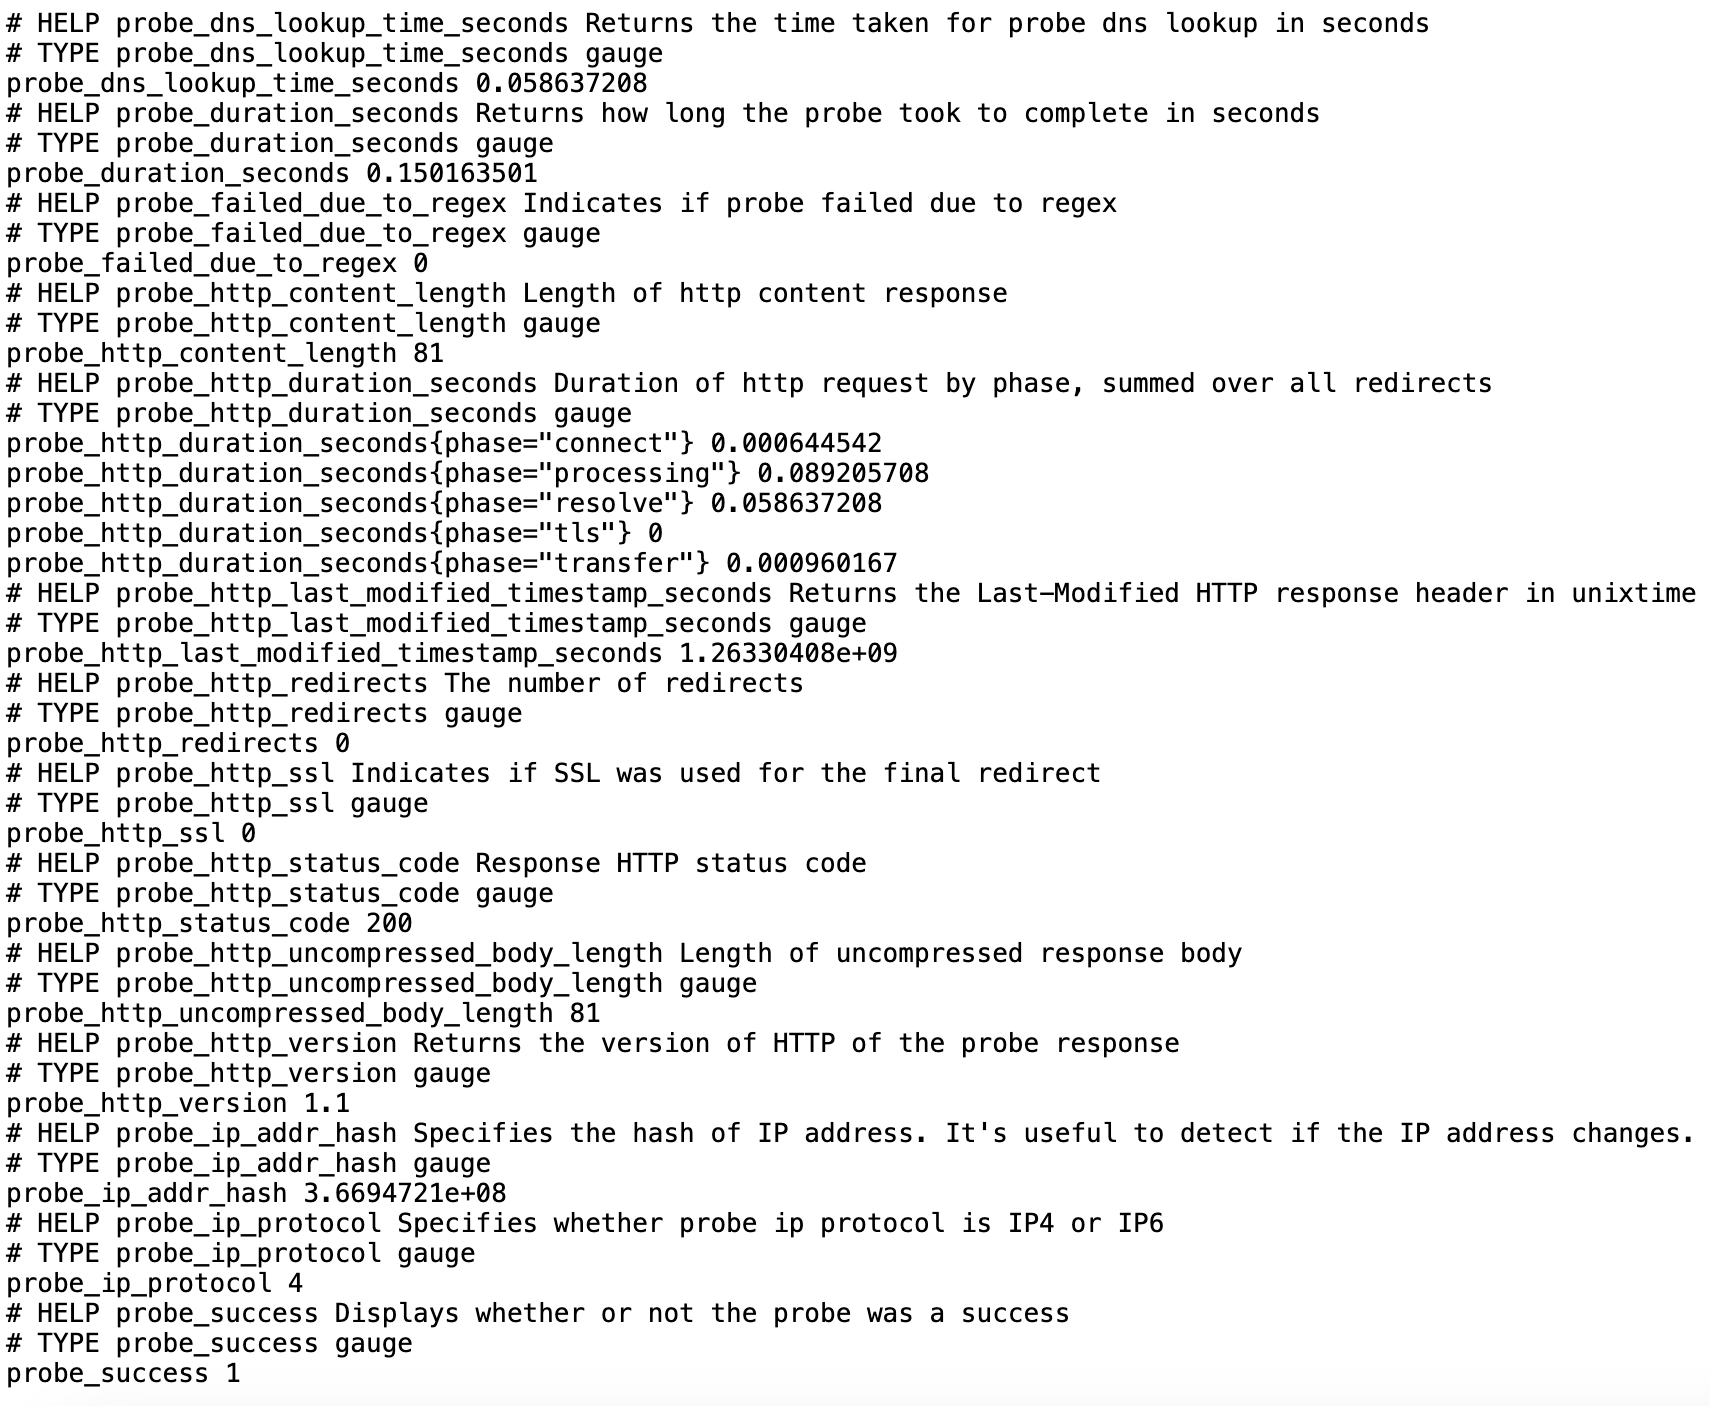 # HELP probe_dns_lookup_time_seconds Returns the time taken for probe dns lookup in seconds
# TYPE probe_dns_lookup_time_seconds gauge
probe_dns_lookup_time_seconds 0.058637208
# HELP probe_duration_seconds Returns how long the probe took to complete in seconds
# TYPE probe_duration_seconds gauge
probe_duration_seconds 0.150163501
# HELP probe_failed_due_to_regex Indicates if probe failed due to regex
# TYPE probe_failed_due_to_regex gauge
probe_failed_due_to_regex 0
# HELP probe_http_content_length Length of http content response
# TYPE probe_http_content_length gauge
probe_http_content_length 81
# HELP probe_http_duration_seconds Duration of http request by phase, summed over all redirects
# TYPE probe_http_duration_seconds gauge
probe_http_duration_seconds{phase="connect"} 0.000644542
probe_http_duration_seconds{phase="processing"} 0.089205708
probe_http_duration_seconds{phase="resolve"} 0.058637208
probe_http_duration_seconds{phase="tls"} 0
probe_http_duration_seconds{phase="transfer"} 0.000960167
# HELP probe_http_last_modified_timestamp_seconds Returns the Last-Modified HTTP response header in unixtime
# TYPE probe_http_last_modified_timestamp_seconds gauge
probe_http_last_modified_timestamp_seconds 1.26330408e+09
# HELP probe_http_redirects The number of redirects
# TYPE probe_http_redirects gauge
probe_http_redirects 0
# HELP probe_http_ssl Indicates if SSL was used for the final redirect
# TYPE probe_http_ssl gauge
probe_http_ssl 0
# HELP probe_http_status_code Response HTTP status code
# TYPE probe_http_status_code gauge
probe_http_status_code 200
# HELP probe_http_uncompressed_body_length Length of uncompressed response body
# TYPE probe_http_uncompressed_body_length gauge
probe_http_uncompressed_body_length 81
# HELP probe_http_version Returns the version of HTTP of the probe response
# TYPE probe_http_version gauge
probe_http_version 1.1
# HELP probe_ip_addr_hash Specifies the hash of IP address. It's useful to detect if the IP address changes.
# TYPE probe_ip_addr_hash gauge
probe_ip_addr_hash 3.6694721e+08
# HELP probe_ip_protocol Specifies whether probe ip protocol is IP4 or IP6
# TYPE probe_ip_protocol gauge
probe_ip_protocol 4
# HELP probe_success Displays whether or not the probe was a success
# TYPE probe_success gauge
probe_success 1